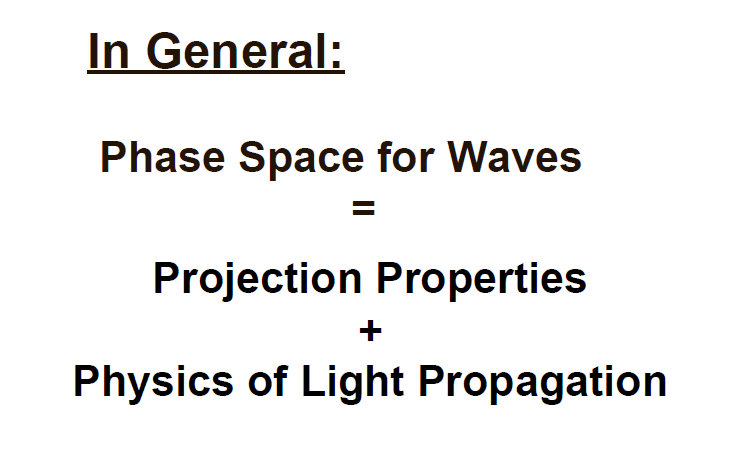 In General:
Phase Space for Waves
=
Projection Properties
+
Physics of Light Propagation